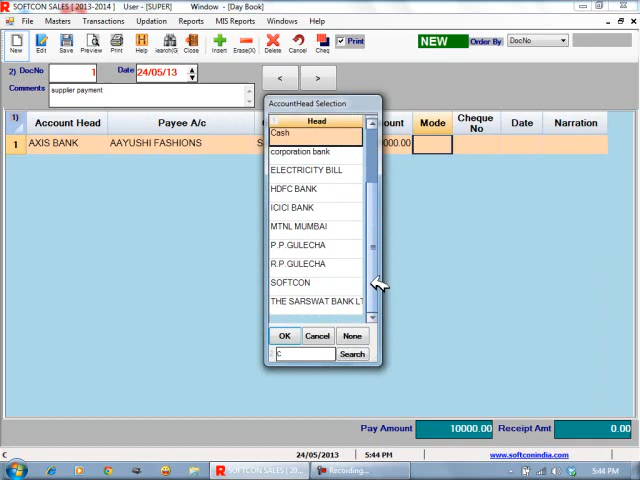 SOFTCON SALES [2013 - 2014 ] User - [SUPER] Window - [Day Book]
File Masters Transactions Updation Reports MIS Reports Windows Help
New Edit Save Preview Print Help Search(G Close Insert Erase(X) Delete Cancel Cheq Print NEW Order By DocNo
2) DocNo 1 Date 24/05/13 < >
Comments supplier payment
AccountHead Selection
1) Account Head Payee A/c Mode Cheque No Date Narration
1 AXIS BANK AAYUSHI FASHIONS
Head
Cash
corporation bank
ELECTRICITY BILL
HDFC BANK
ICICI BANK
MTNL MUMBAI
P.P.GULECHA
R.P.GULECHA
SOFTCON
THE SARSWAT BANK LT
OK Cancel None
c Search
Pay Amount 10000.00 Receipt Amt 0.00
C 24/05/2013 5:44 PM www.softconindia.com
SOFTCON SALES [ 20... Recording... 5:44 PM